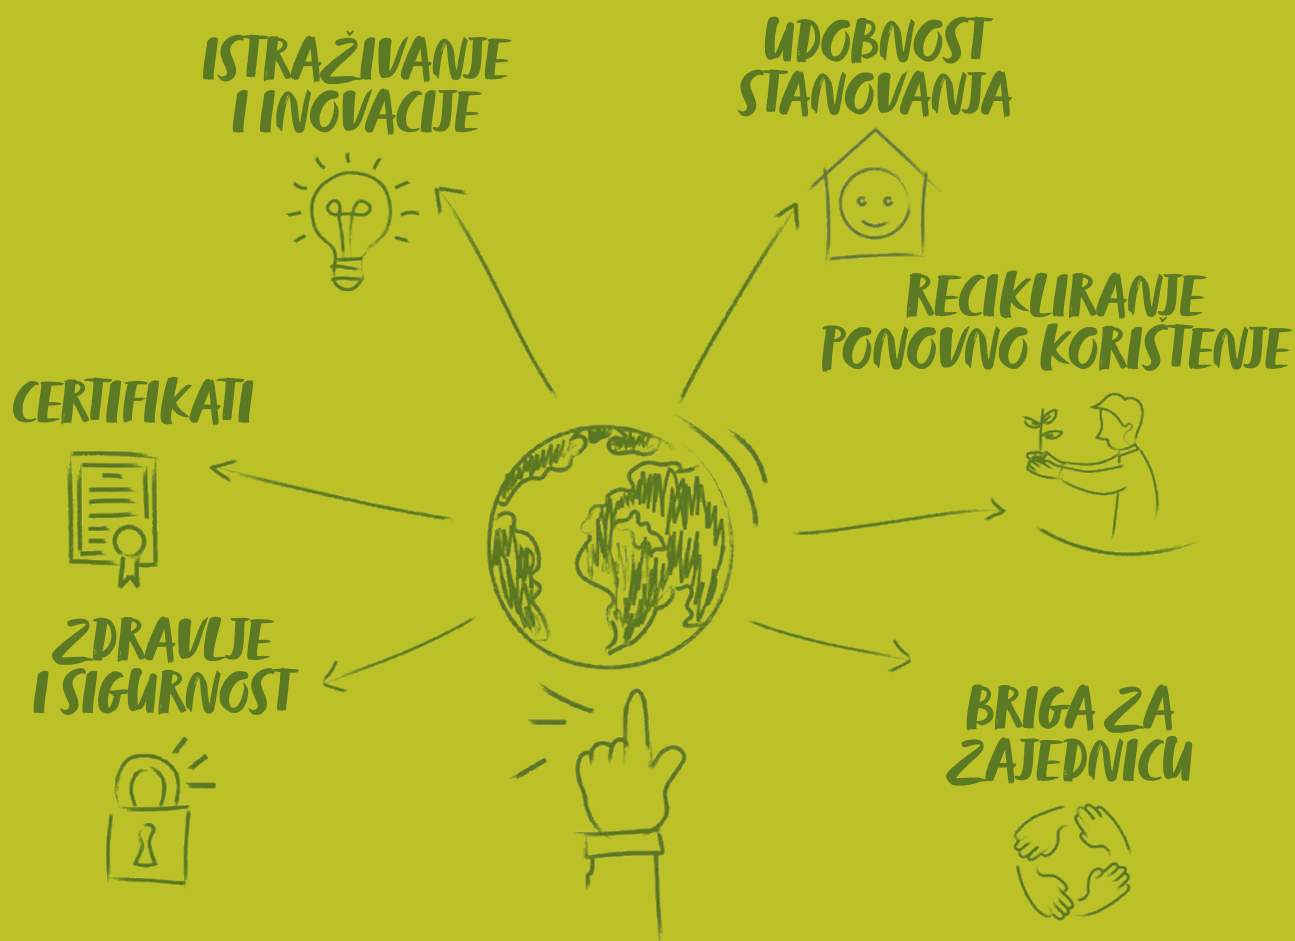 ISTRAŽIVANJE
I INOVACIJE
UDOBNOST
STANOVANJA
RECIKLIRANJE
PONOVNO KORIŠTENJE
CERTIFIKATI
ZDRAVLJE
I SIGURNOST
BRIGA ZA
ZAJEDNICU